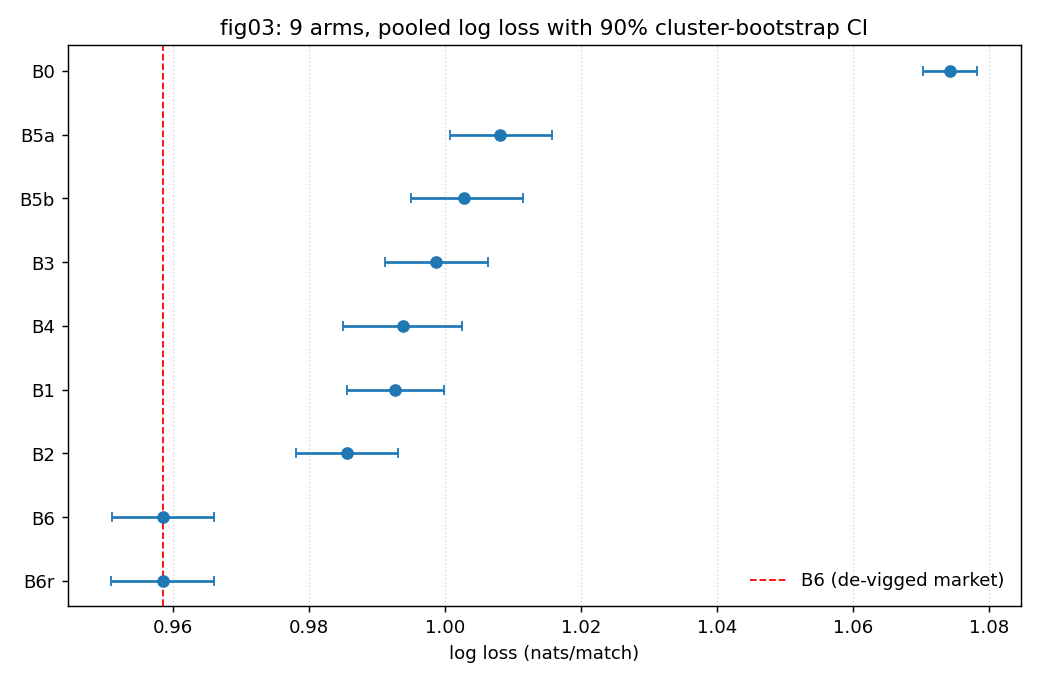 fig03: 9 arms, pooled log loss with 90% cluster-bootstrap CI
B0
B5a
B5b
B3
B4
B1
B2
B6
B6r
B6 (de-vigged market)
0.96 0.98 1.00 1.02 1.04 1.06 1.08
log loss (nats/match)